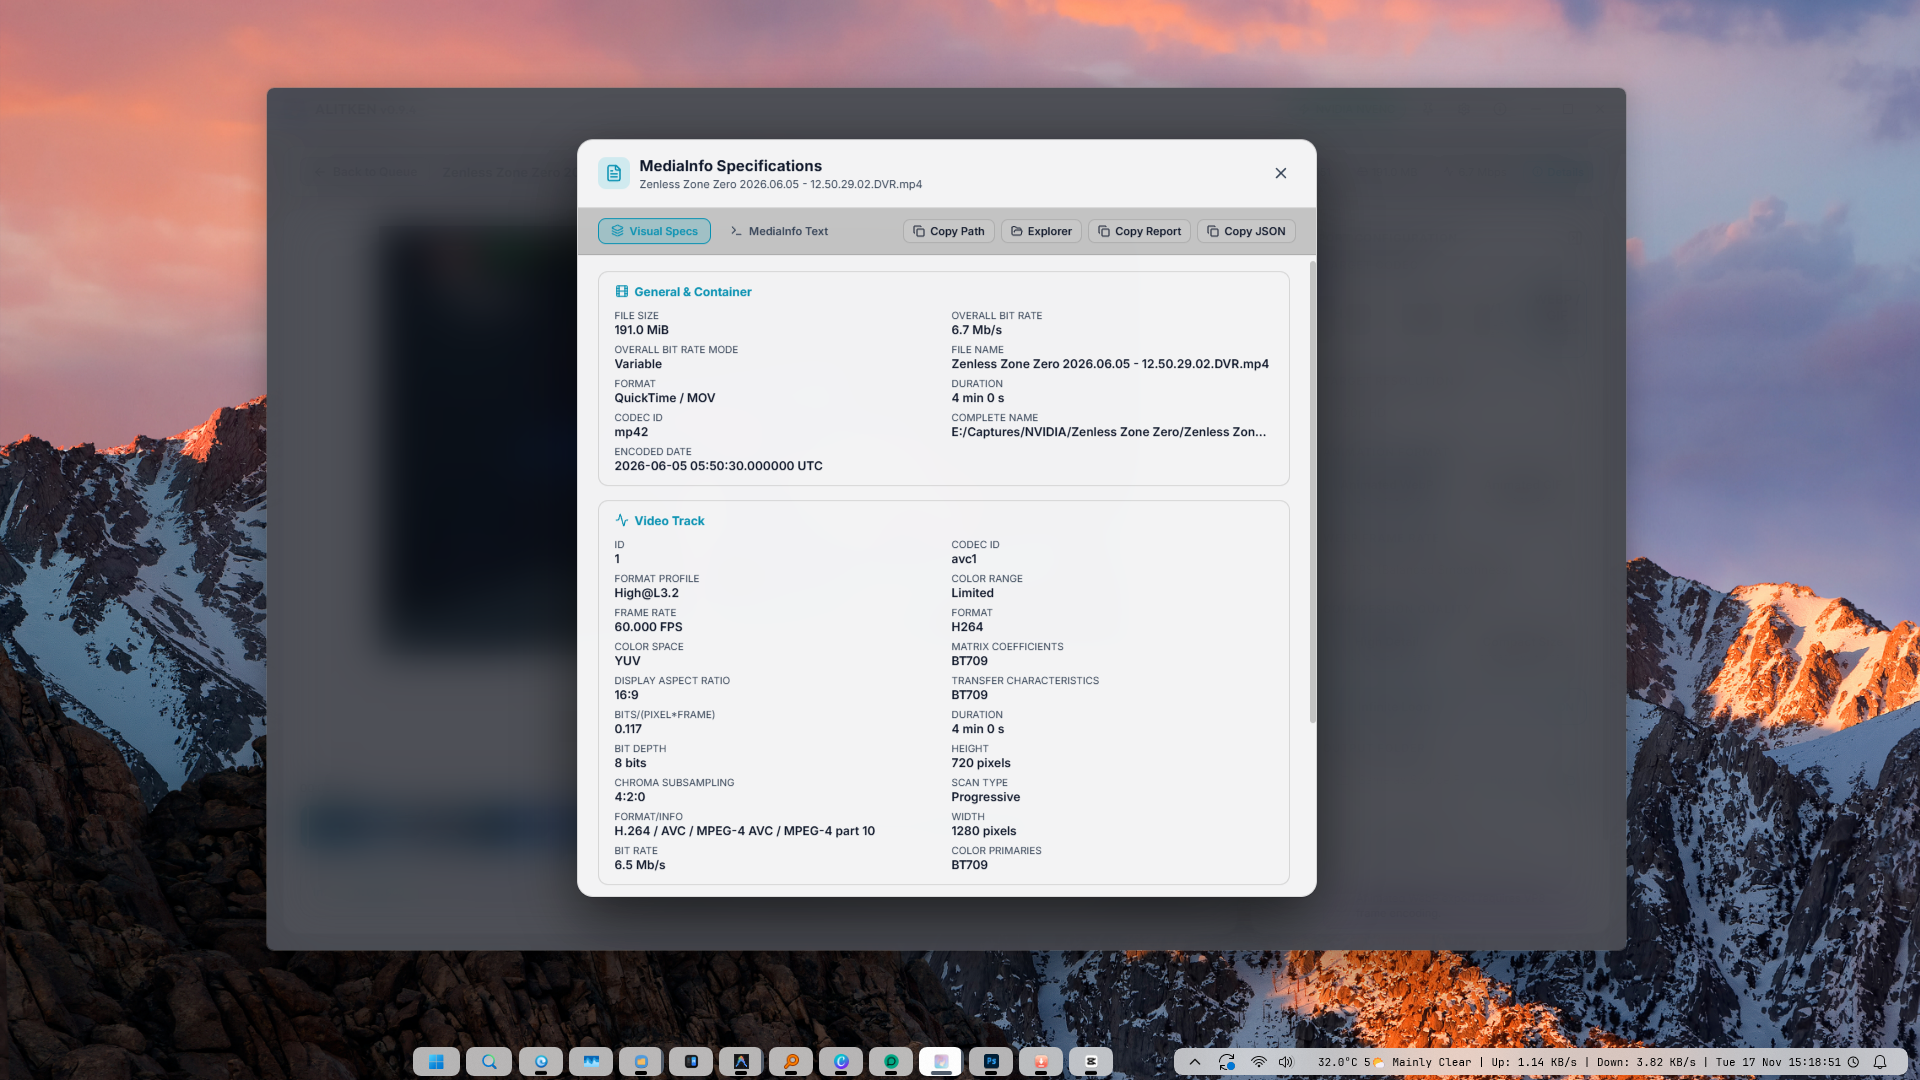 MediaInfo Specifications
Zenless Zone Zero 2026.06.05 - 12.50.29.02.DVR.mp4
Visual Specs
MediaInfo Text
Copy Path
Explorer
Copy Report
Copy JSON
General & Container
FILE SIZE
191.0 MiB
OVERALL BIT RATE
6.7 Mb/s
OVERALL BIT RATE MODE
Variable
FILE NAME
Zenless Zone Zero 2026.06.05 - 12.50.29.02.DVR.mp4
FORMAT
QuickTime / MOV
DURATION
4 min 0 s
CODEC ID
mp42
COMPLETE NAME
E:/Captures/NVIDIA/Zenless Zone Zero/Zenless Zon...
ENCODED DATE
2026-06-05 05:50:30.000000 UTC
Video Track
ID
1
CODEC ID
avc1
FORMAT PROFILE
High@L3.2
COLOR RANGE
Limited
FRAME RATE
60.000 FPS
FORMAT
H264
COLOR SPACE
YUV
MATRIX COEFFICIENTS
BT709
DISPLAY ASPECT RATIO
16:9
TRANSFER CHARACTERISTICS
BT709
BITS/(PIXEL*FRAME)
0.117
DURATION
4 min 0 s
BIT DEPTH
8 bits
HEIGHT
720 pixels
CHROMA SUBSAMPLING
4:2:0
SCAN TYPE
Progressive
FORMAT/INFO
H.264 / AVC / MPEG-4 AVC / MPEG-4 part 10
WIDTH
1280 pixels
BIT RATE
6.5 Mb/s
COLOR PRIMARIES
BT709
32.0°C 5 Mainly Clear | Up: 1.14 KB/s | Down: 3.82 KB/s | Tue 17 Nov 15:18:51